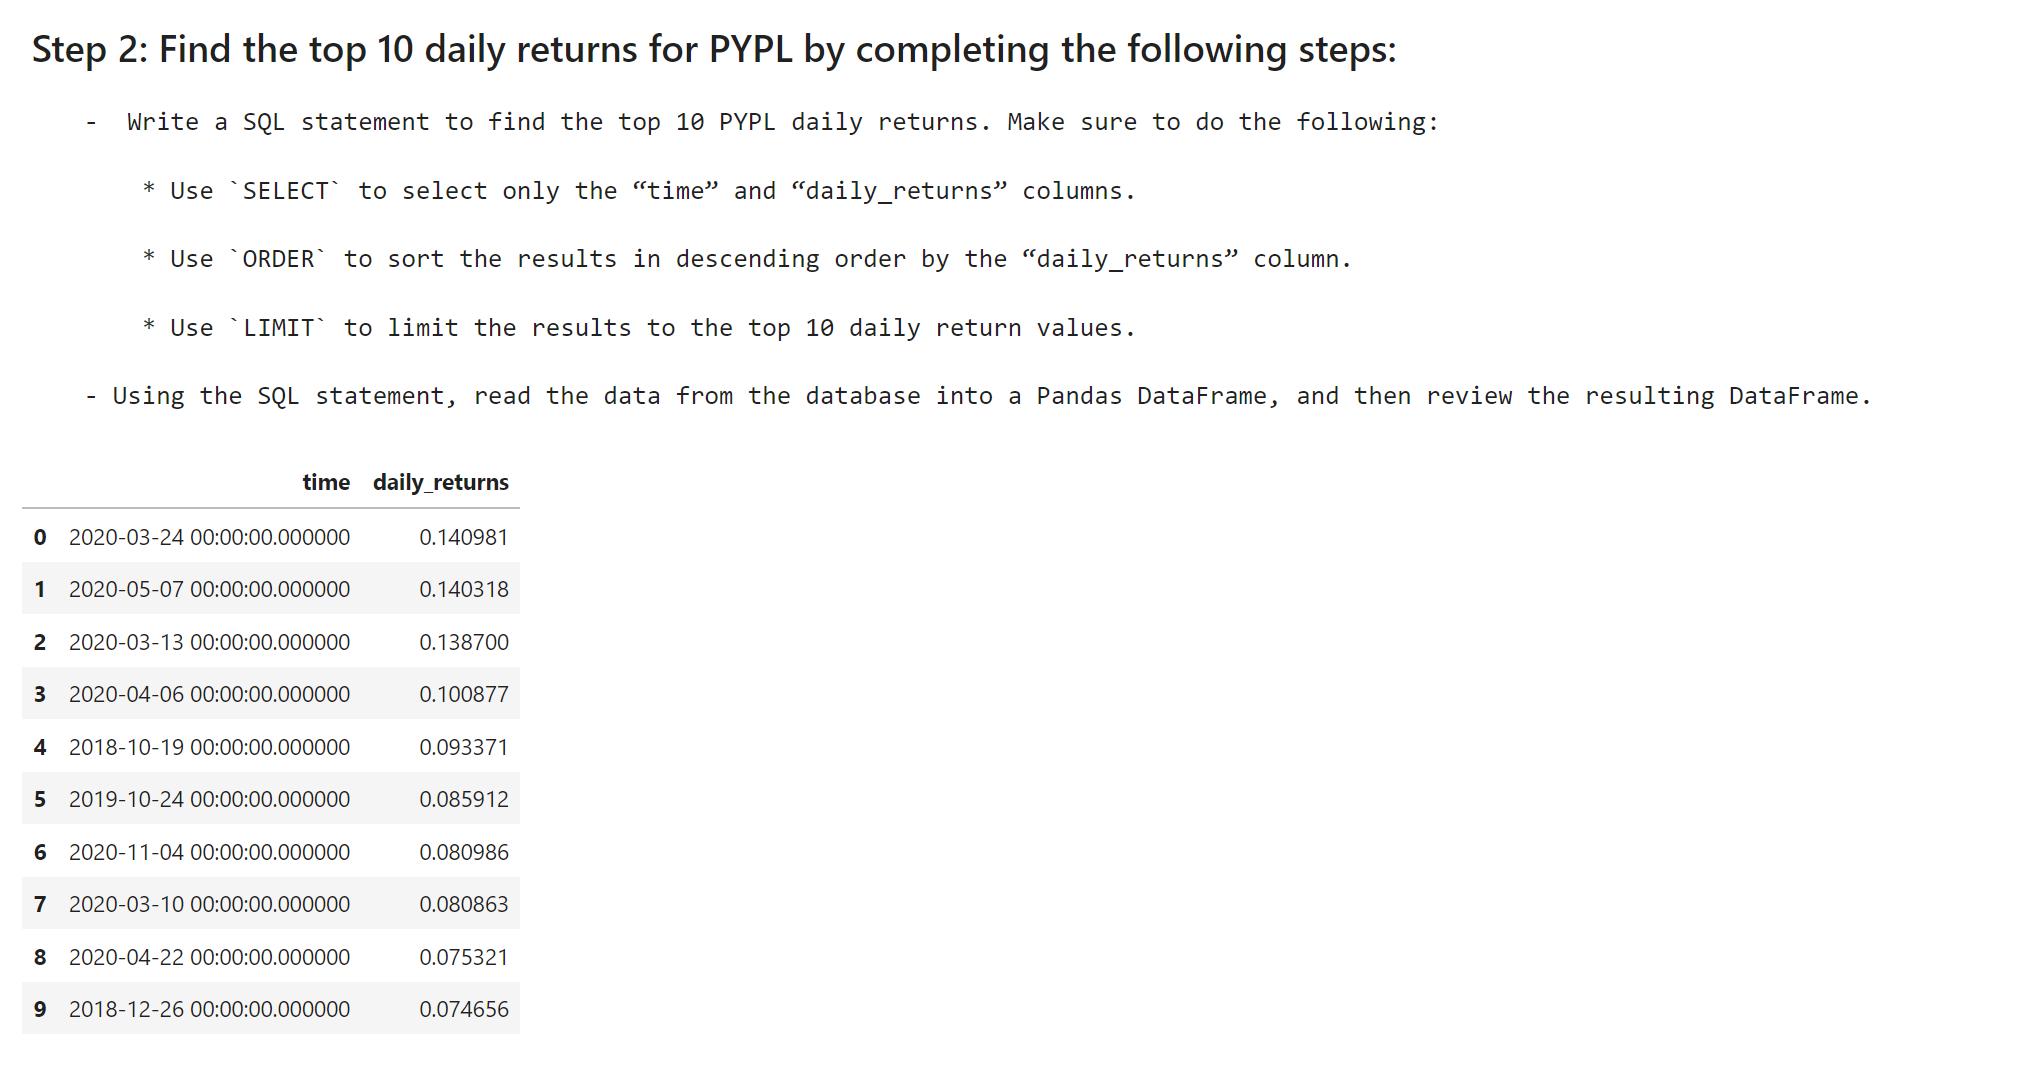 Step 2: Find the top 10 daily returns for PYPL by completing the following steps:
- Write a SQL statement to find the top 10 PYPL daily returns. Make sure to do the following:
* Use `SELECT` to select only the “time” and “daily_returns” columns.
* Use `ORDER` to sort the results in descending order by the “daily_returns” column.
* Use `LIMIT` to limit the results to the top 10 daily return values.
- Using the SQL statement, read the data from the database into a Pandas DataFrame, and then review the resulting DataFrame.
time daily_returns
0 2020-03-24 00:00:00.000000 0.140981
1 2020-05-07 00:00:00.000000 0.140318
2 2020-03-13 00:00:00.000000 0.138700
3 2020-04-06 00:00:00.000000 0.100877
4 2018-10-19 00:00:00.000000 0.093371
5 2019-10-24 00:00:00.000000 0.085912
6 2020-11-04 00:00:00.000000 0.080986
7 2020-03-10 00:00:00.000000 0.080863
8 2020-04-22 00:00:00.000000 0.075321
9 2018-12-26 00:00:00.000000 0.074656